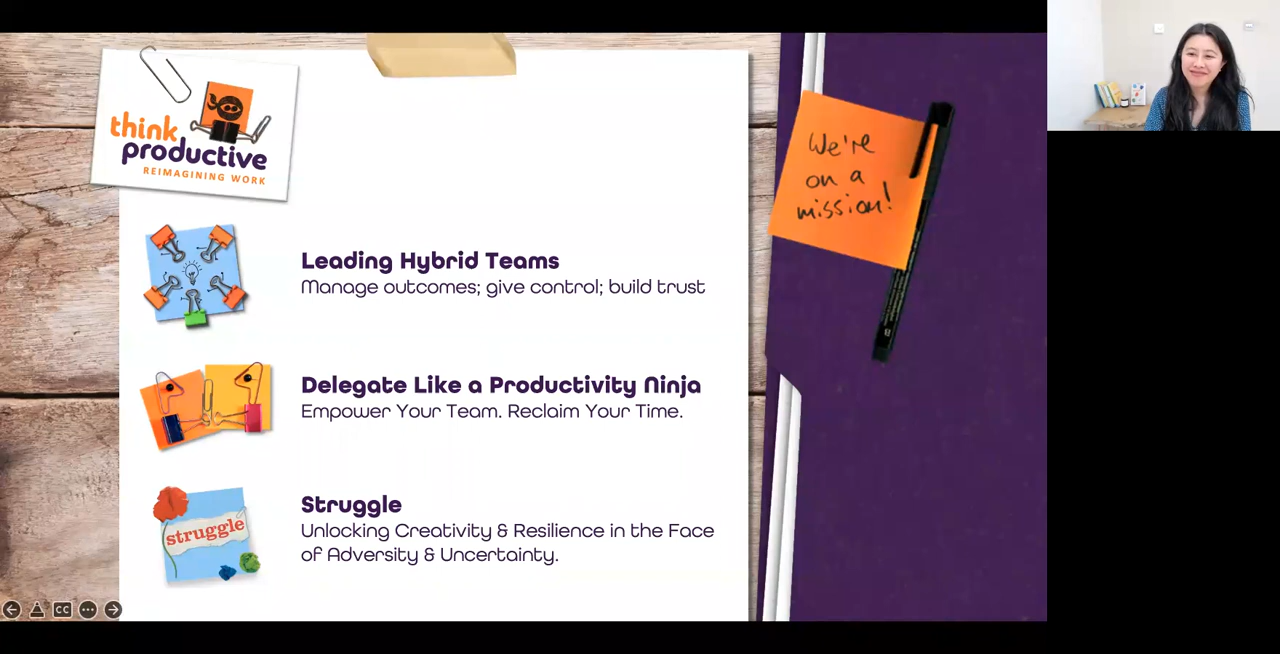 think
productive
REIMAGINING WORK
We're
on a
mission!
Leading Hybrid Teams
Manage outcomes; give control; build trust
Delegate Like a Productivity Ninja
Empower Your Team. Reclaim Your Time.
struggle
Struggle
Unlocking Creativity & Resilience in the Face
of Adversity & Uncertainty.
CC